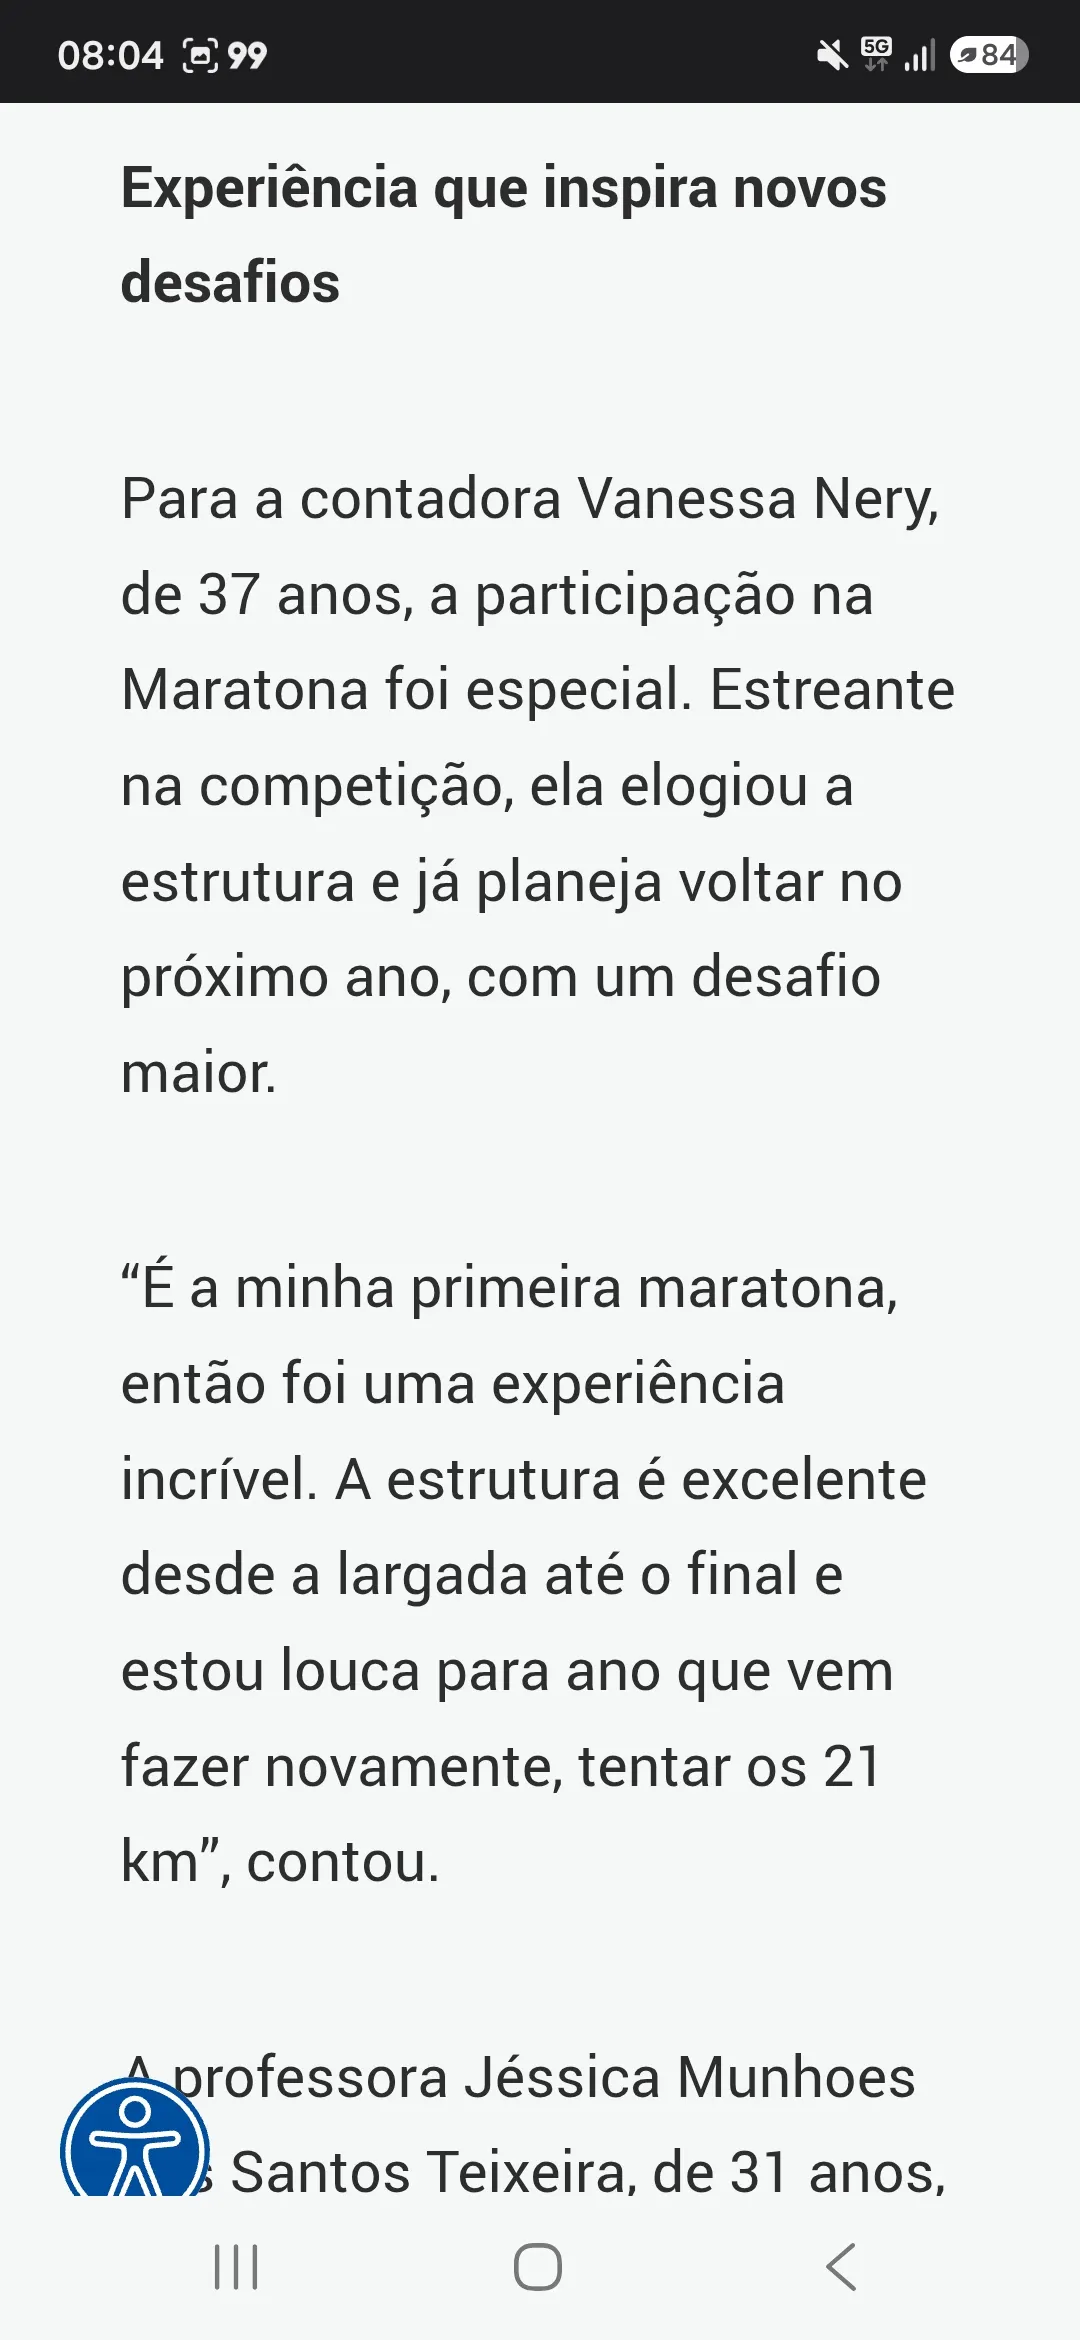 08:04 99 5G 84
Experiência que inspira novos
desafios
Para a contadora Vanessa Nery,
de 37 anos, a participação na
Maratona foi especial. Estreante
na competição, ela elogiou a
estrutura e já planeja voltar no
próximo ano, com um desafio
maior.
“É a minha primeira maratona,
então foi uma experiência
incrível. A estrutura é excelente
desde a largada até o final e
estou louca para ano que vem
fazer novamente, tentar os 21
km”, contou.
A professora Jéssica Munhoes
Santos Teixeira, de 31 anos,